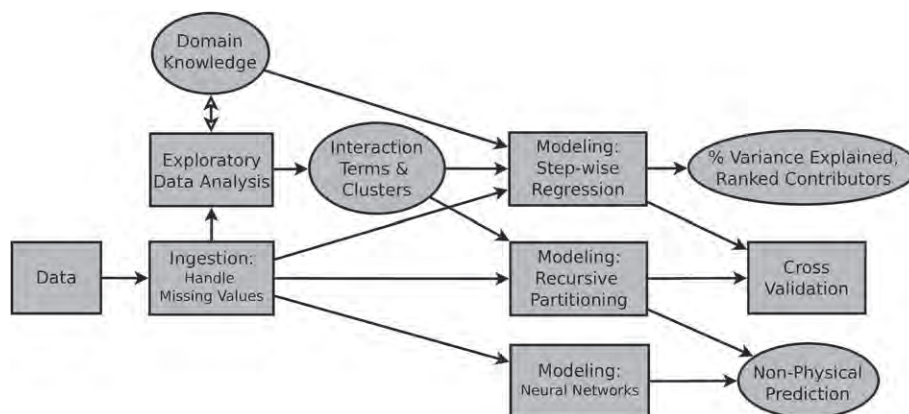 Domain
Knowledge
Exploratory
Data Analysis
Interaction
Terms &
Clusters
Modeling:
Step-wise
Regression
% Variance Explained,
Ranked Contributors
Data
Ingestion:
Handle
Missing Values
Modeling:
Recursive
Partitioning
Cross
Validation
Modeling:
Neural Networks
Non-Physical
Prediction